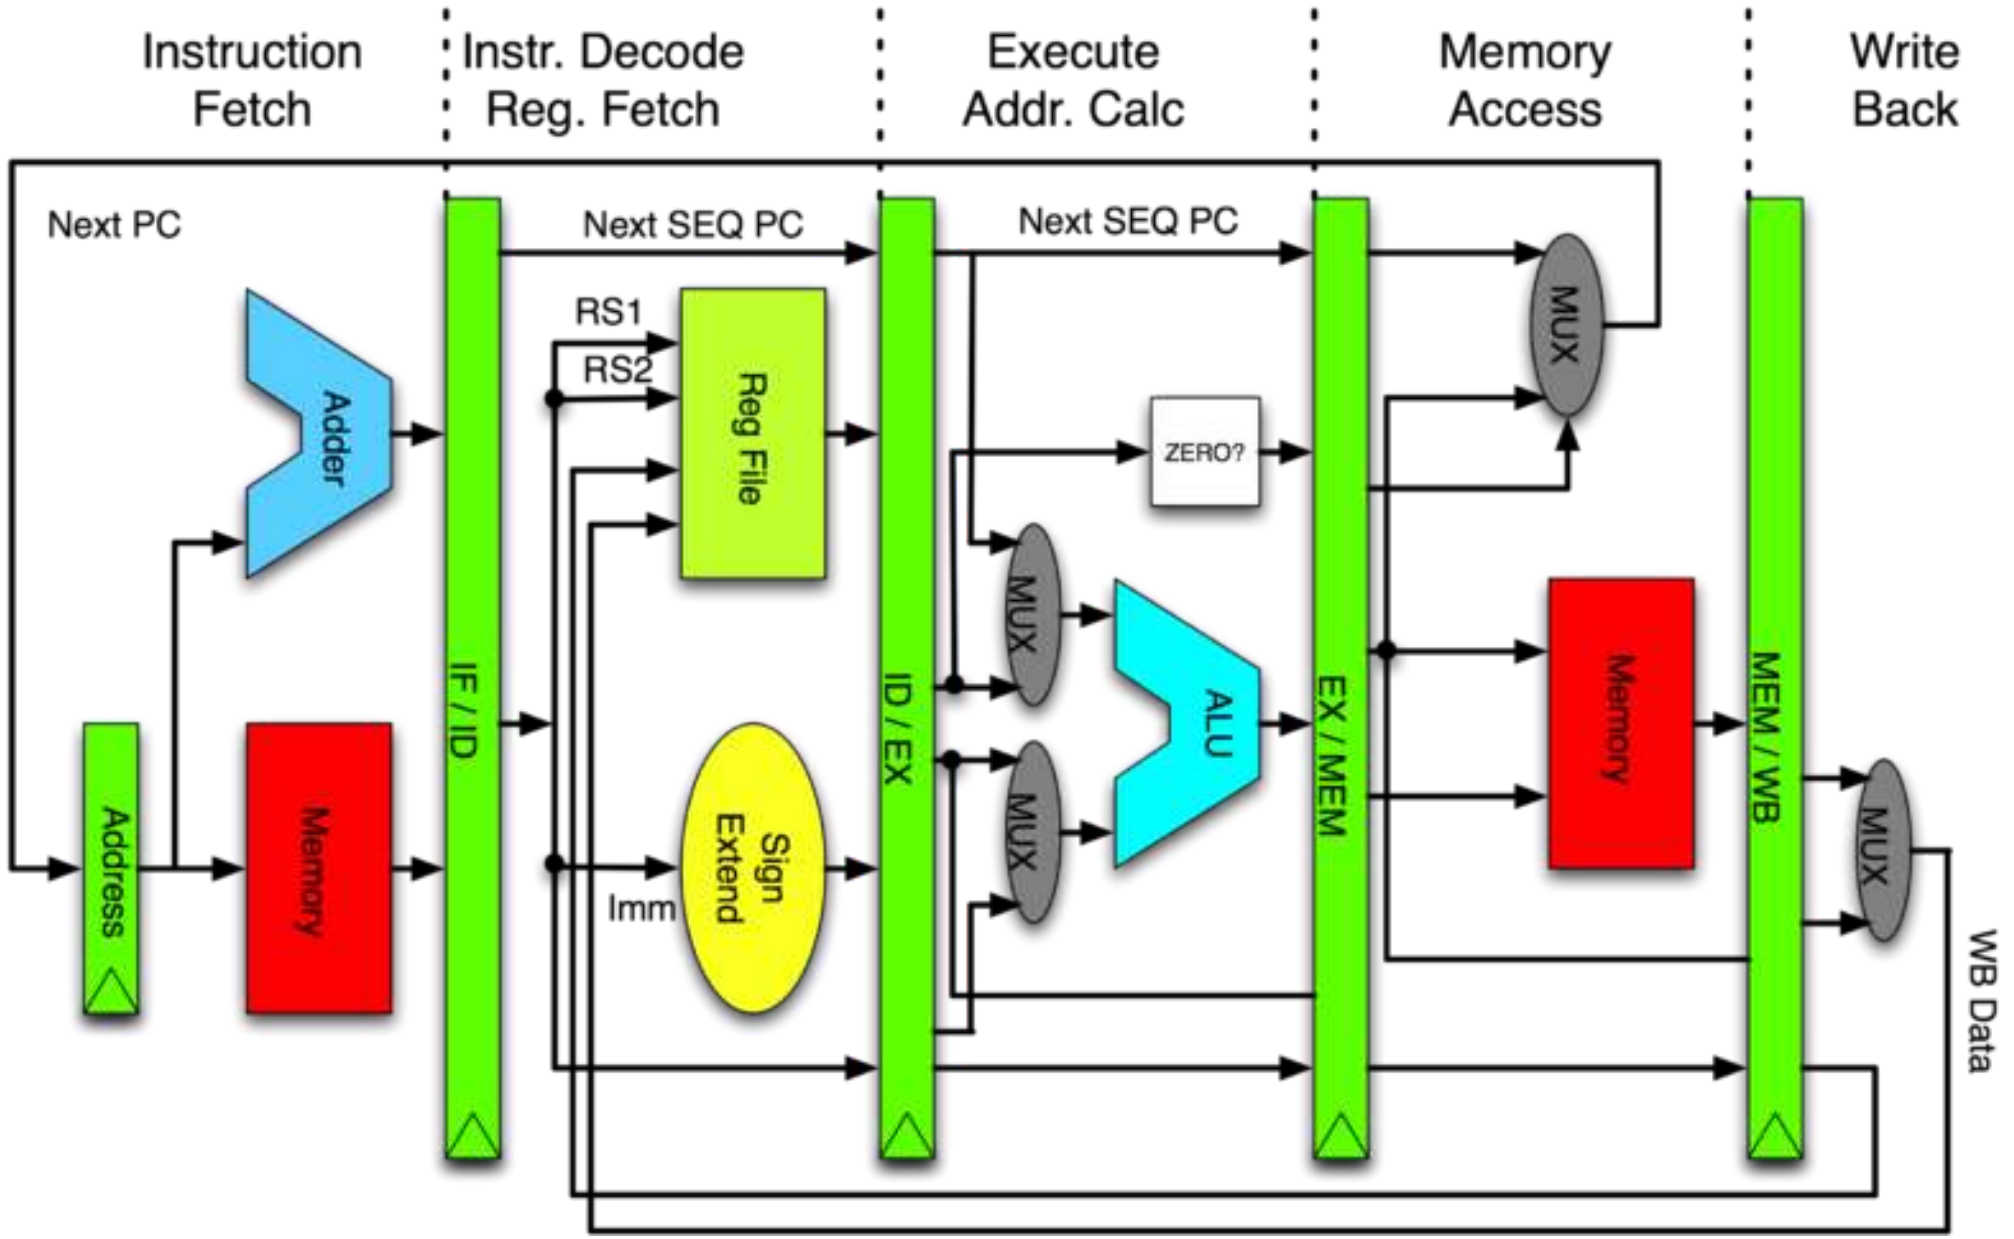 Instruction
Fetch
Instr. Decode
Reg. Fetch
Execute
Addr. Calc
Memory
Access
Write
Back
Next PC
Next SEQ PC
Next SEQ PC
RS1
RS2
Reg File
Adder
MUX
ZERO?
MUX
IF / ID
ID / EX
ALU
EX / MEM
Memory
MEM / WB
Address
Memory
Sign
Extend
Imm
MUX
MUX
WB Data